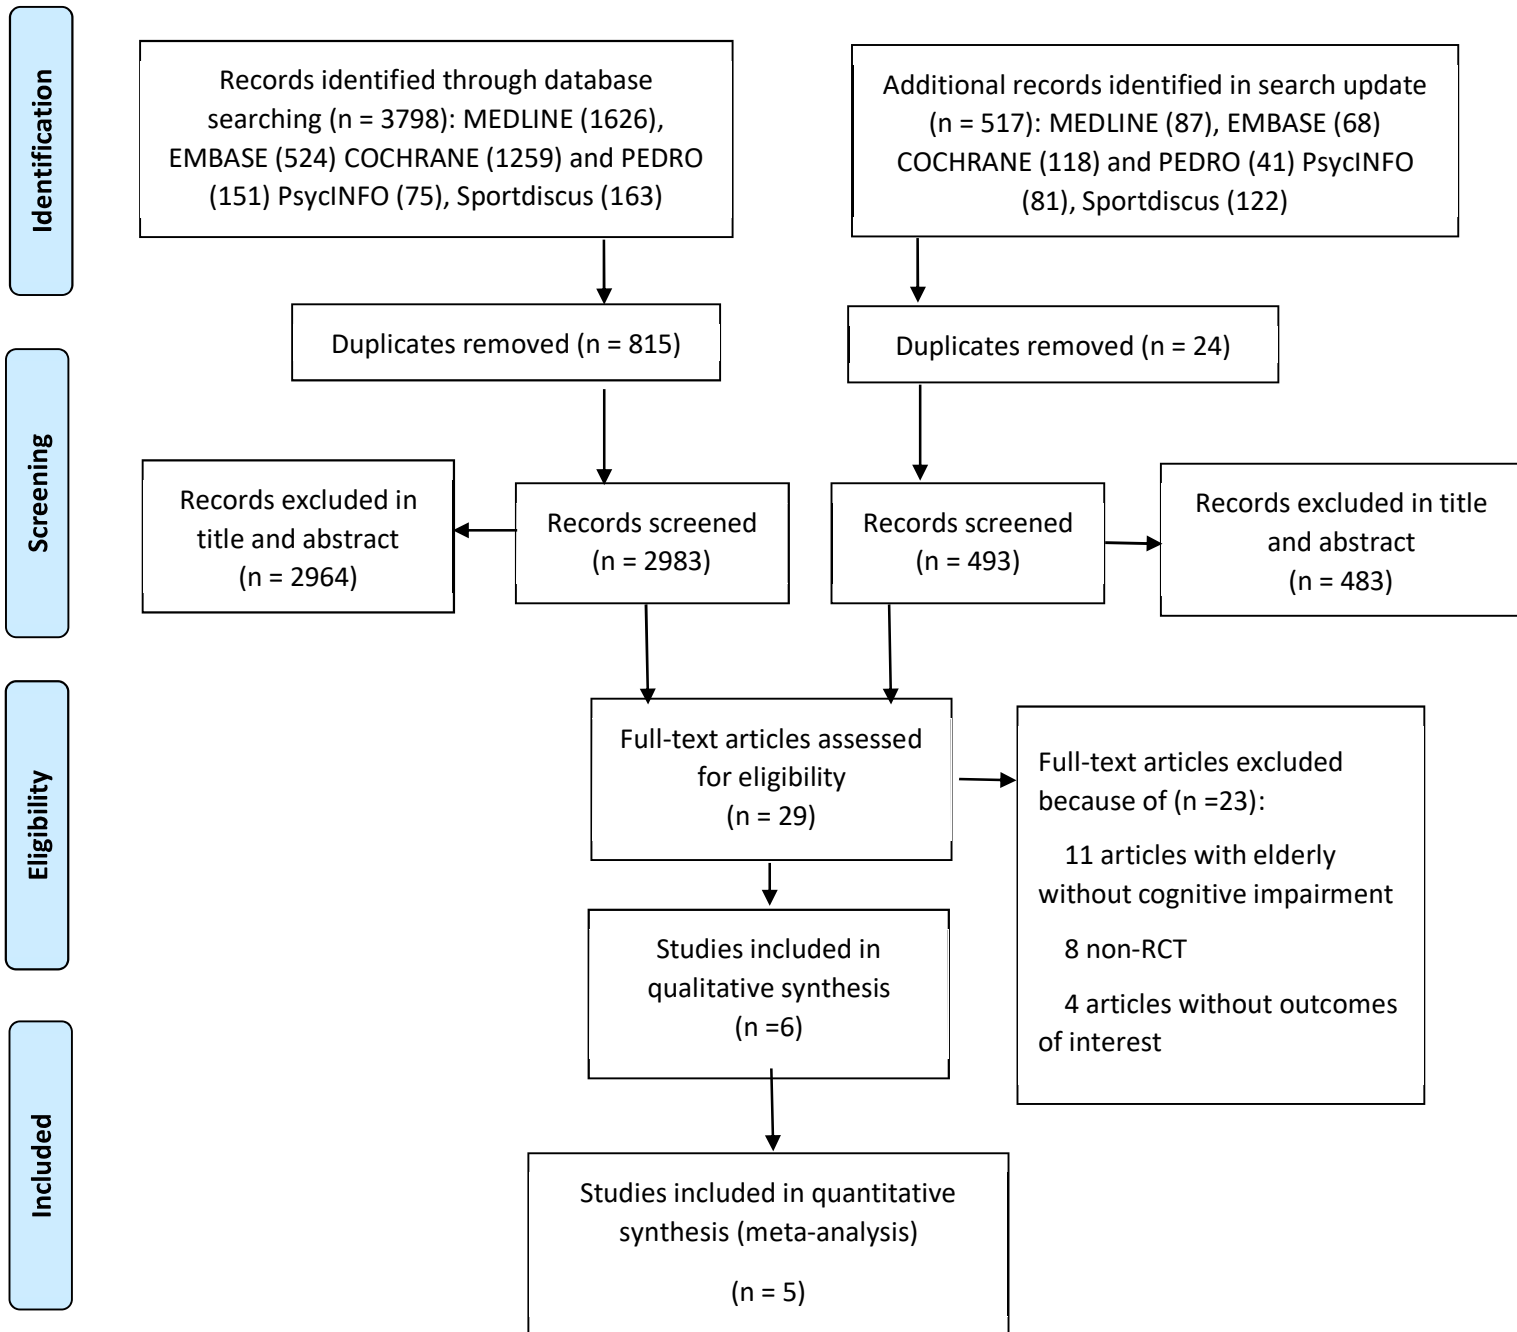 Identification
Records identified through database
searching (n = 3798): MEDLINE (1626),
EMBASE (524) COCHRANE (1259) and PEDRO
(151) PsycINFO (75), Sportdiscus (163)
Additional records identified in search update
(n = 517): MEDLINE (87), EMBASE (68)
COCHRANE (118) and PEDRO (41) PsycINFO
(81), Sportdiscus (122)
Duplicates removed (n = 815)
Duplicates removed (n = 24)
Screening
Records excluded in
title and abstract
(n = 2964)
Records screened
(n = 2983)
Records screened
(n = 493)
Records excluded in title
and abstract
(n = 483)
Eligibility
Full-text articles assessed
for eligibility
(n = 29)
Full-text articles excluded
because of (n =23):
11 articles with elderly
without cognitive impairment
8 non-RCT
4 articles without outcomes
of interest
Studies included in
qualitative synthesis
(n =6)
Included
Studies included in quantitative
synthesis (meta-analysis)
(n = 5)